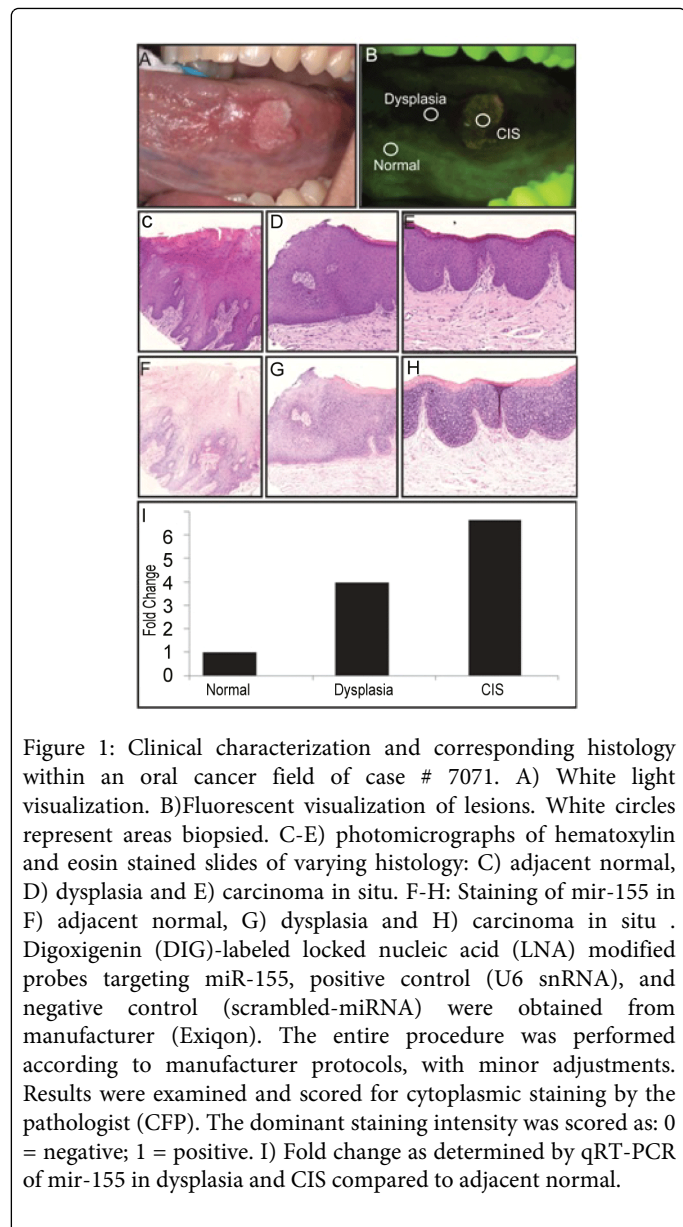 A
B
Dysplasia
CIS
Normal
C
D
E
F
G
H
I
Fold Change
6
5
4
3
2
1
0
Normal
Dysplasia
CIS
Figure 1: Clinical characterization and corresponding histology
within an oral cancer field of case # 7071. A) White light
visualization. B)Fluorescent visualization of lesions. White circles
represent areas biopsied. C-E) photomicrographs of hematoxylin
and eosin stained slides of varying histology: C) adjacent normal,
D) dysplasia and E) carcinoma in situ. F-H: Staining of mir-155 in
F) adjacent normal, G) dysplasia and H) carcinoma in situ .
Digoxigenin (DIG)-labeled locked nucleic acid (LNA) modified
probes targeting miR-155, positive control (U6 snRNA), and
negative control (scrambled-miRNA) were obtained from
manufacturer (Exiqon). The entire procedure was performed
according to manufacturer protocols, with minor adjustments.
Results were examined and scored for cytoplasmic staining by the
pathologist (CFP). The dominant staining intensity was scored as: 0
= negative; 1 = positive. I) Fold change as determined by qRT-PCR
of mir-155 in dysplasia and CIS compared to adjacent normal.